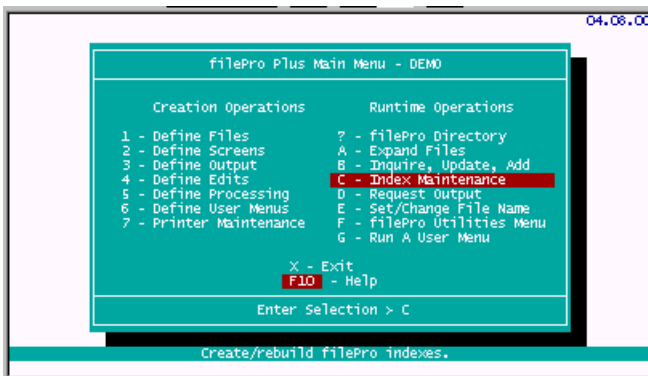 04.08.00
filePro Plus Main Menu - DEMO
Creation Operations
Runtime Operations
1 - Define Files
2 - Define Screens
3 - Define Output
4 - Define Edits
5 - Define Processing
6 - Define User Menus
7 - Printer Maintenance
? - filePro Directory
A - Expand Files
B - Inquire, Update, Add
C - Index Maintenance
D - Request Output
E - Set/Change File Name
F - filePro Utilities Menu
G - Run A User Menu
X - Exit
F10 - Help
Enter Selection > C
Create/rebuild filePro indexes.